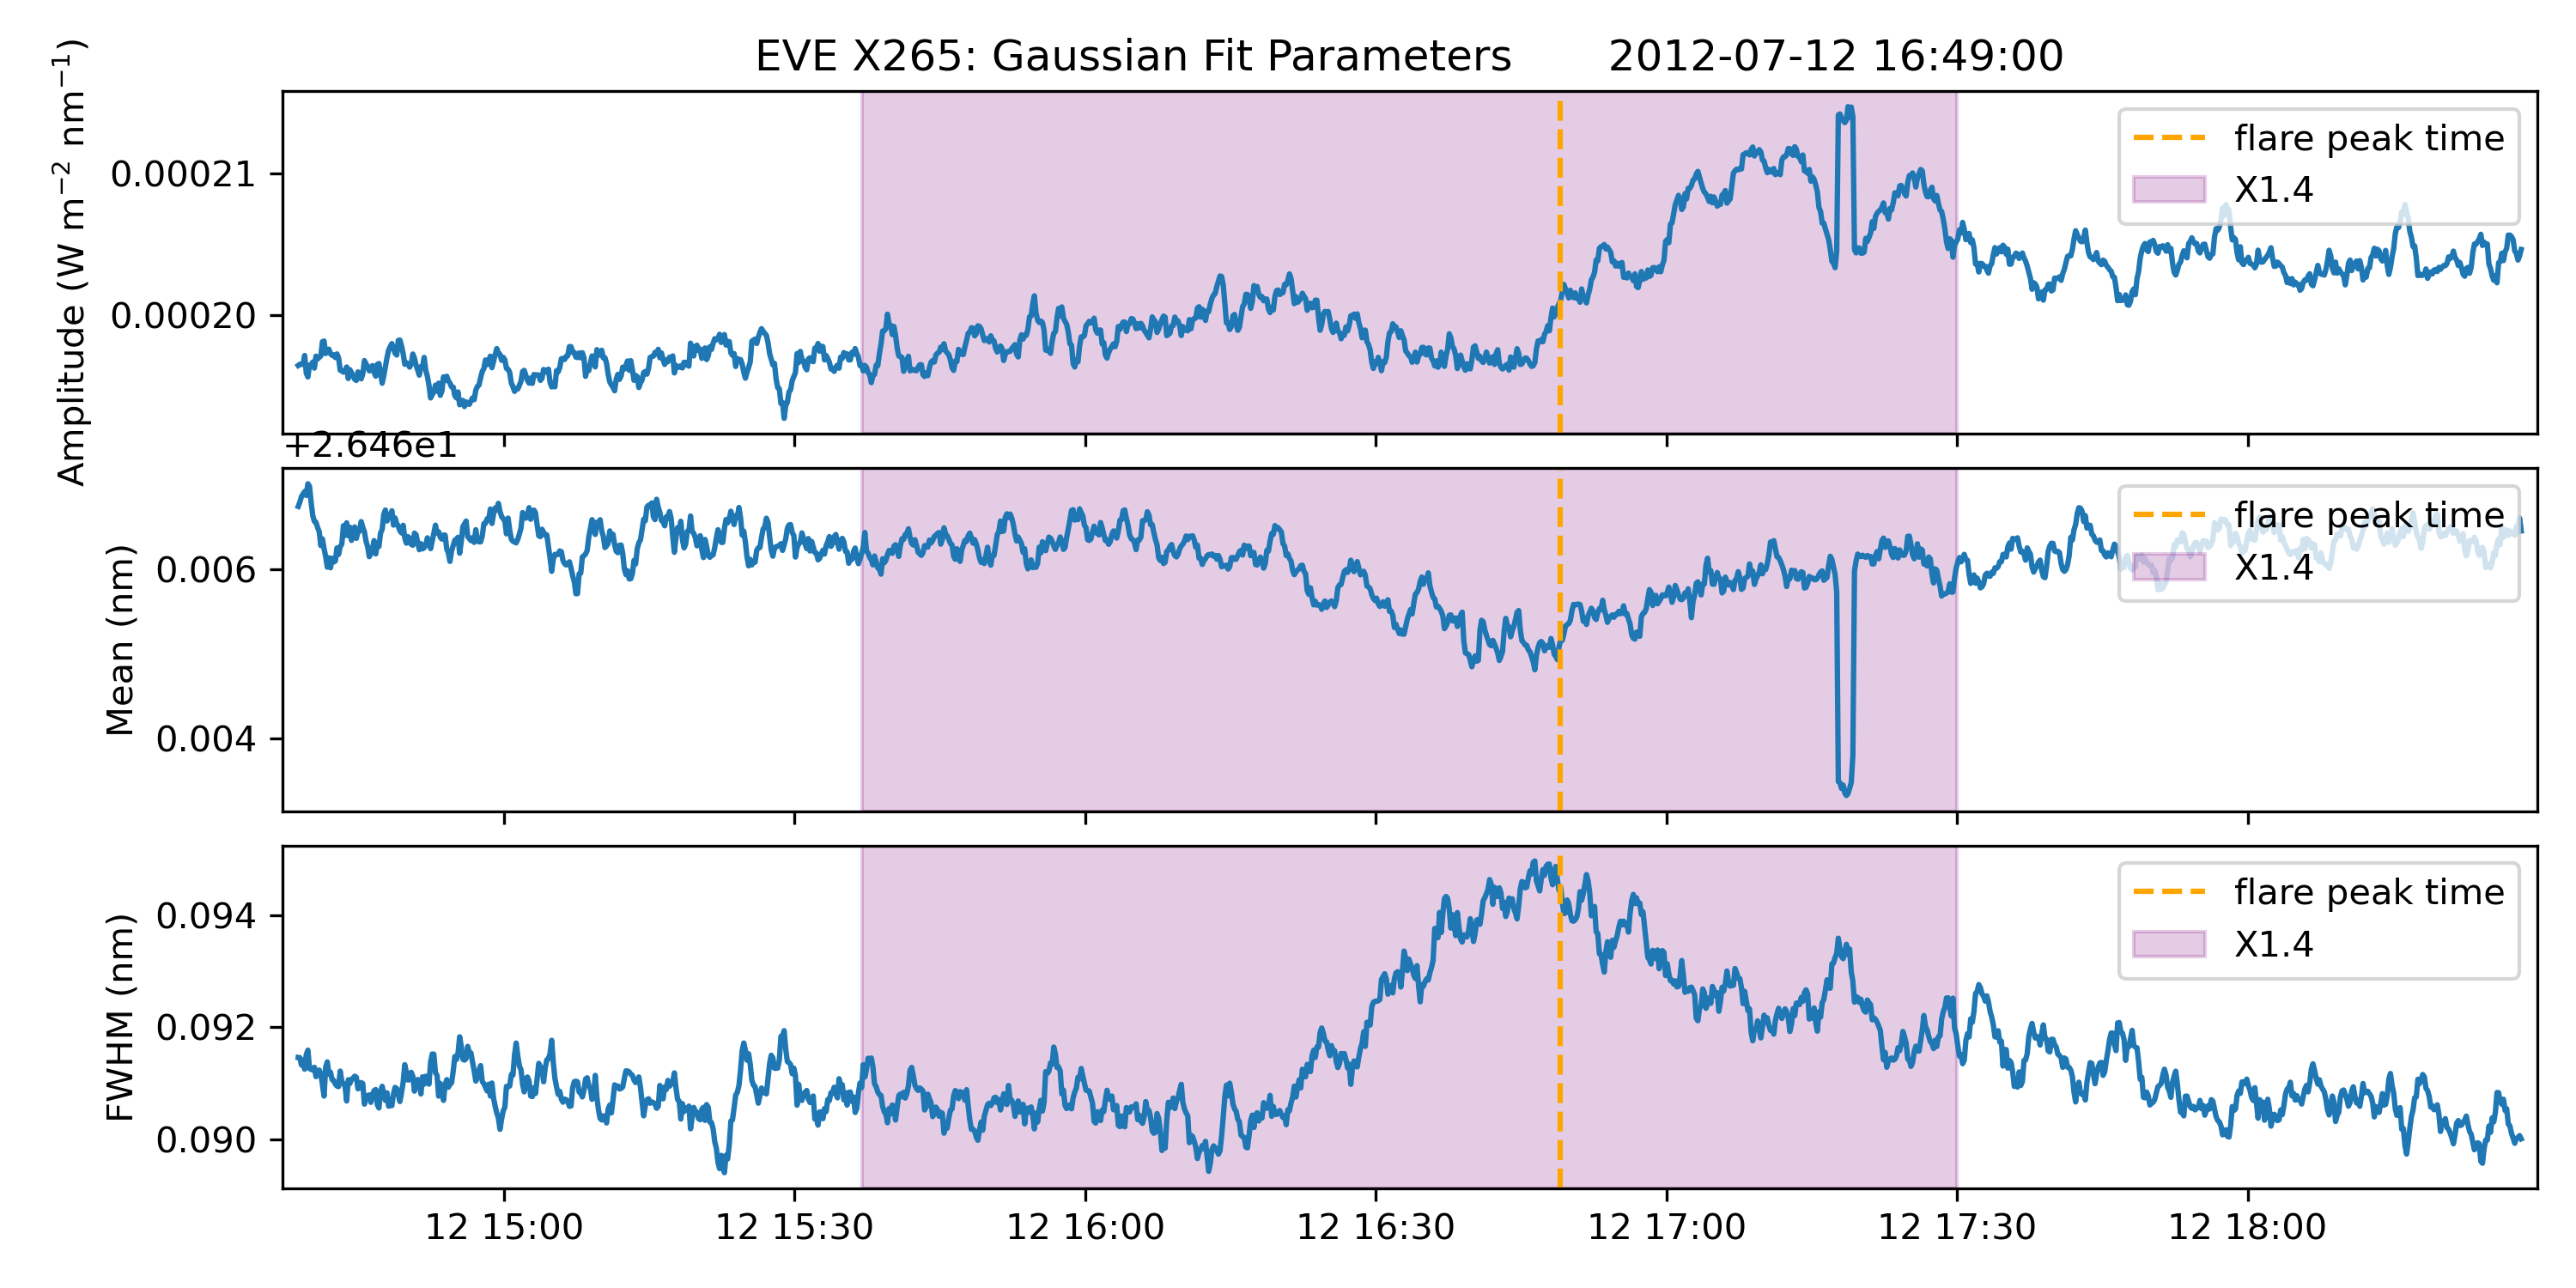 EVE X265: Gaussian Fit Parameters 2012-07-12 16:49:00
Amplitude (W m⁻² nm⁻¹)
0.00021
0.00020
flare peak time
X1.4
+2.646e1
Mean (nm)
0.006
0.004
flare peak time
X1.4
FWHM (nm)
0.094
0.092
0.090
flare peak time
X1.4
12 15:00 12 15:30 12 16:00 12 16:30 12 17:00 12 17:30 12 18:00